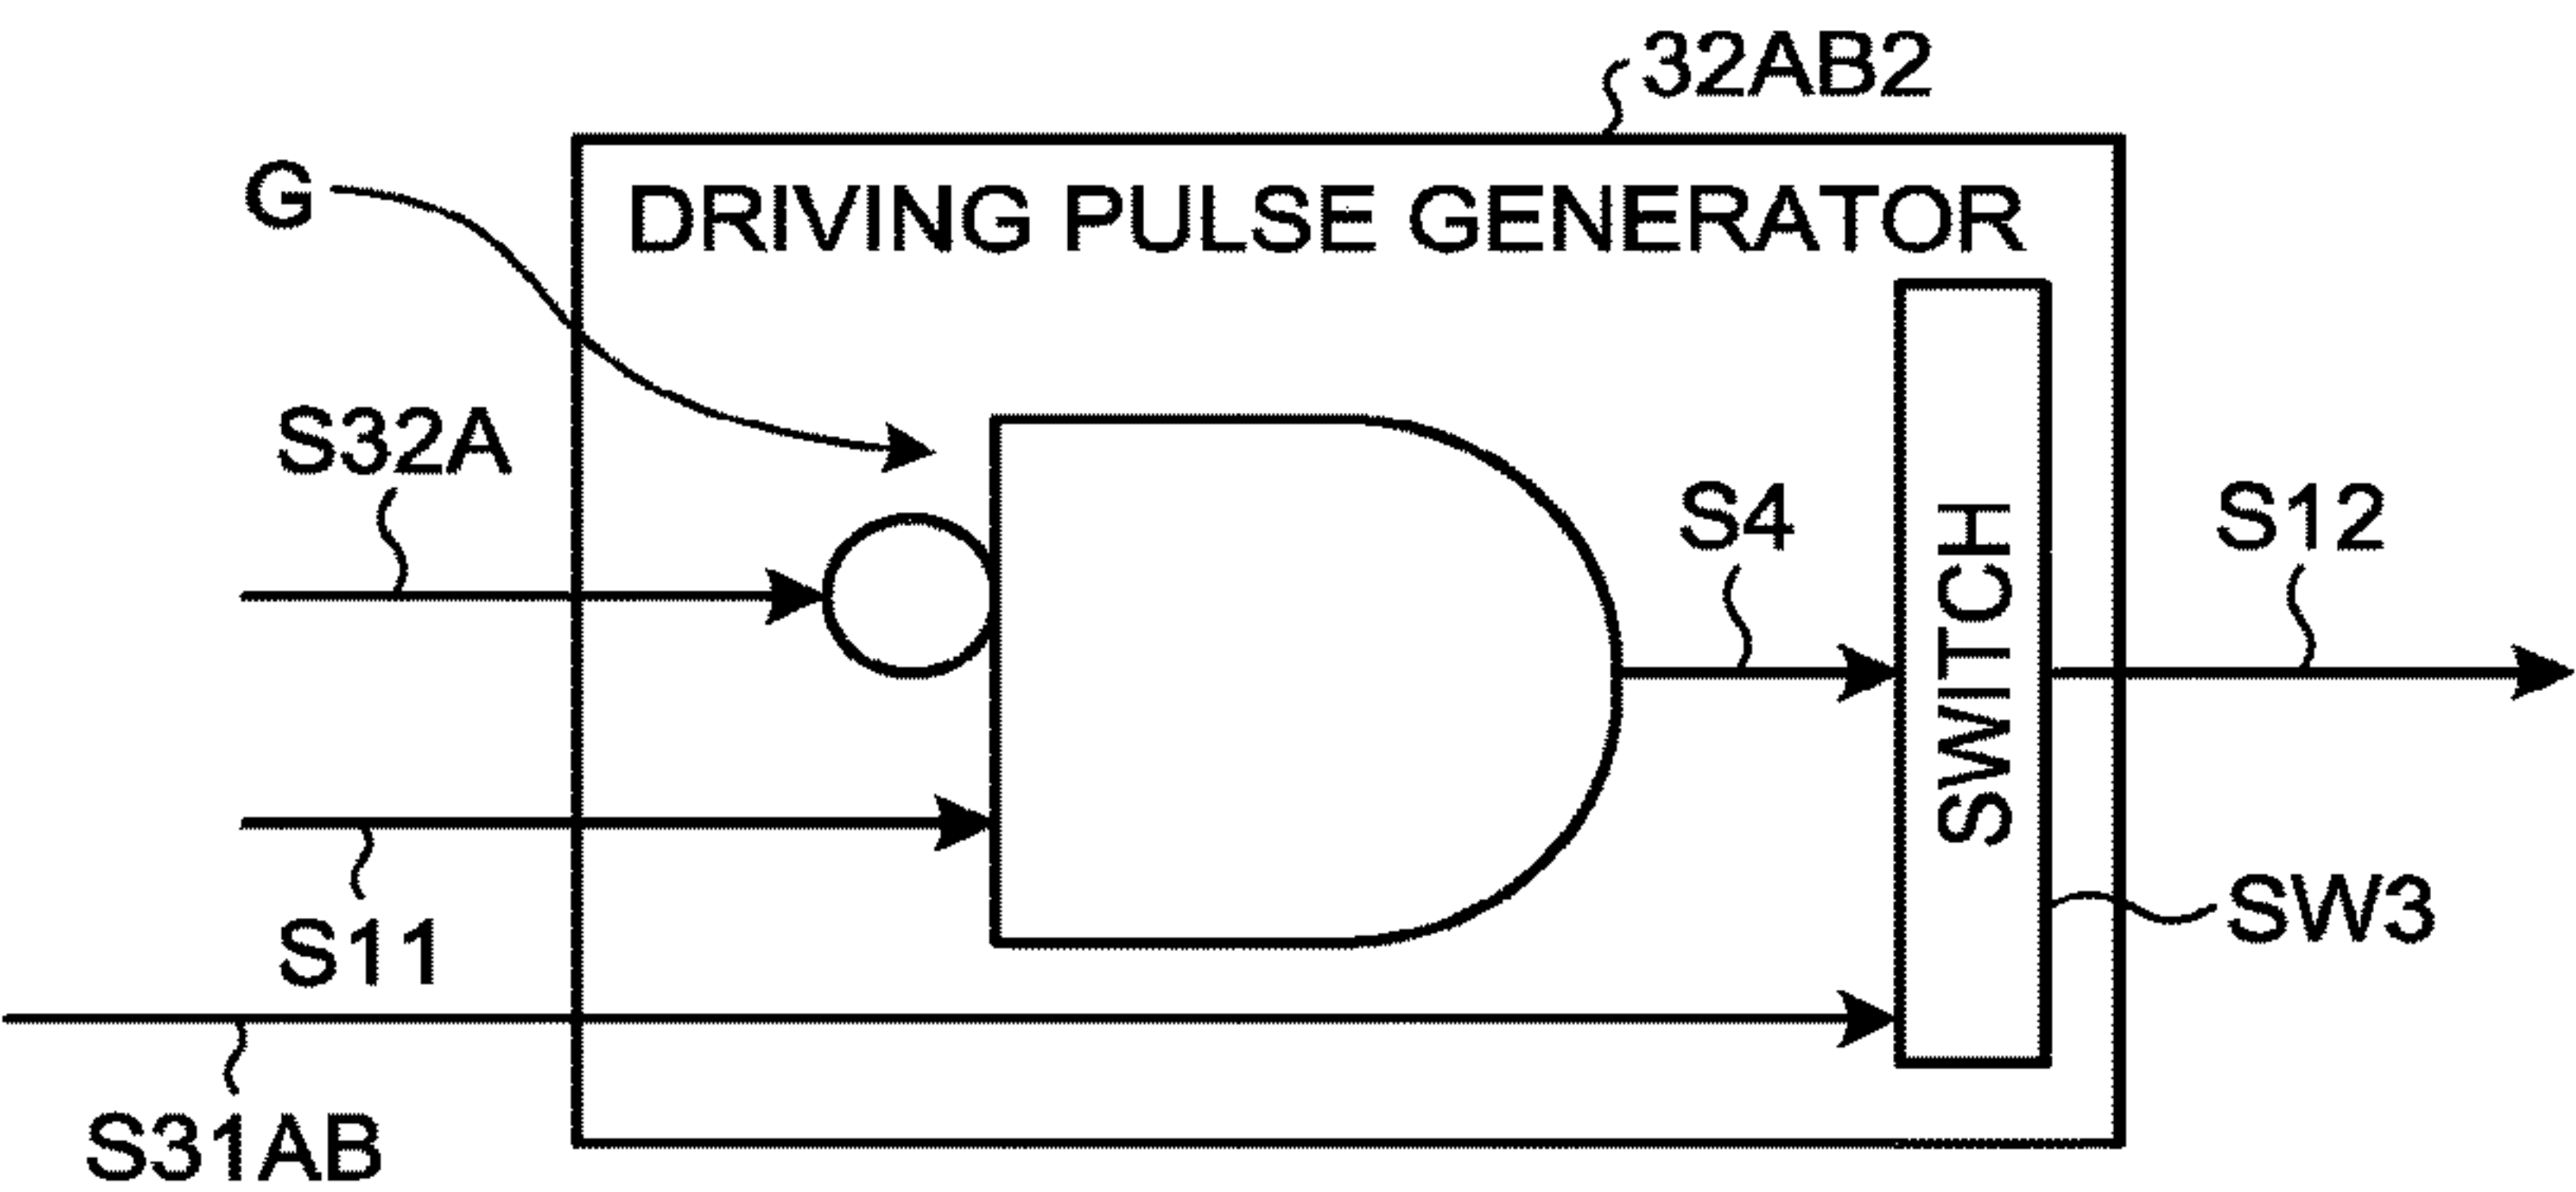 32AB2
G
DRIVING PULSE GENERATOR
S32A
S4
S12
SWITCH
S11
SW3
S31AB